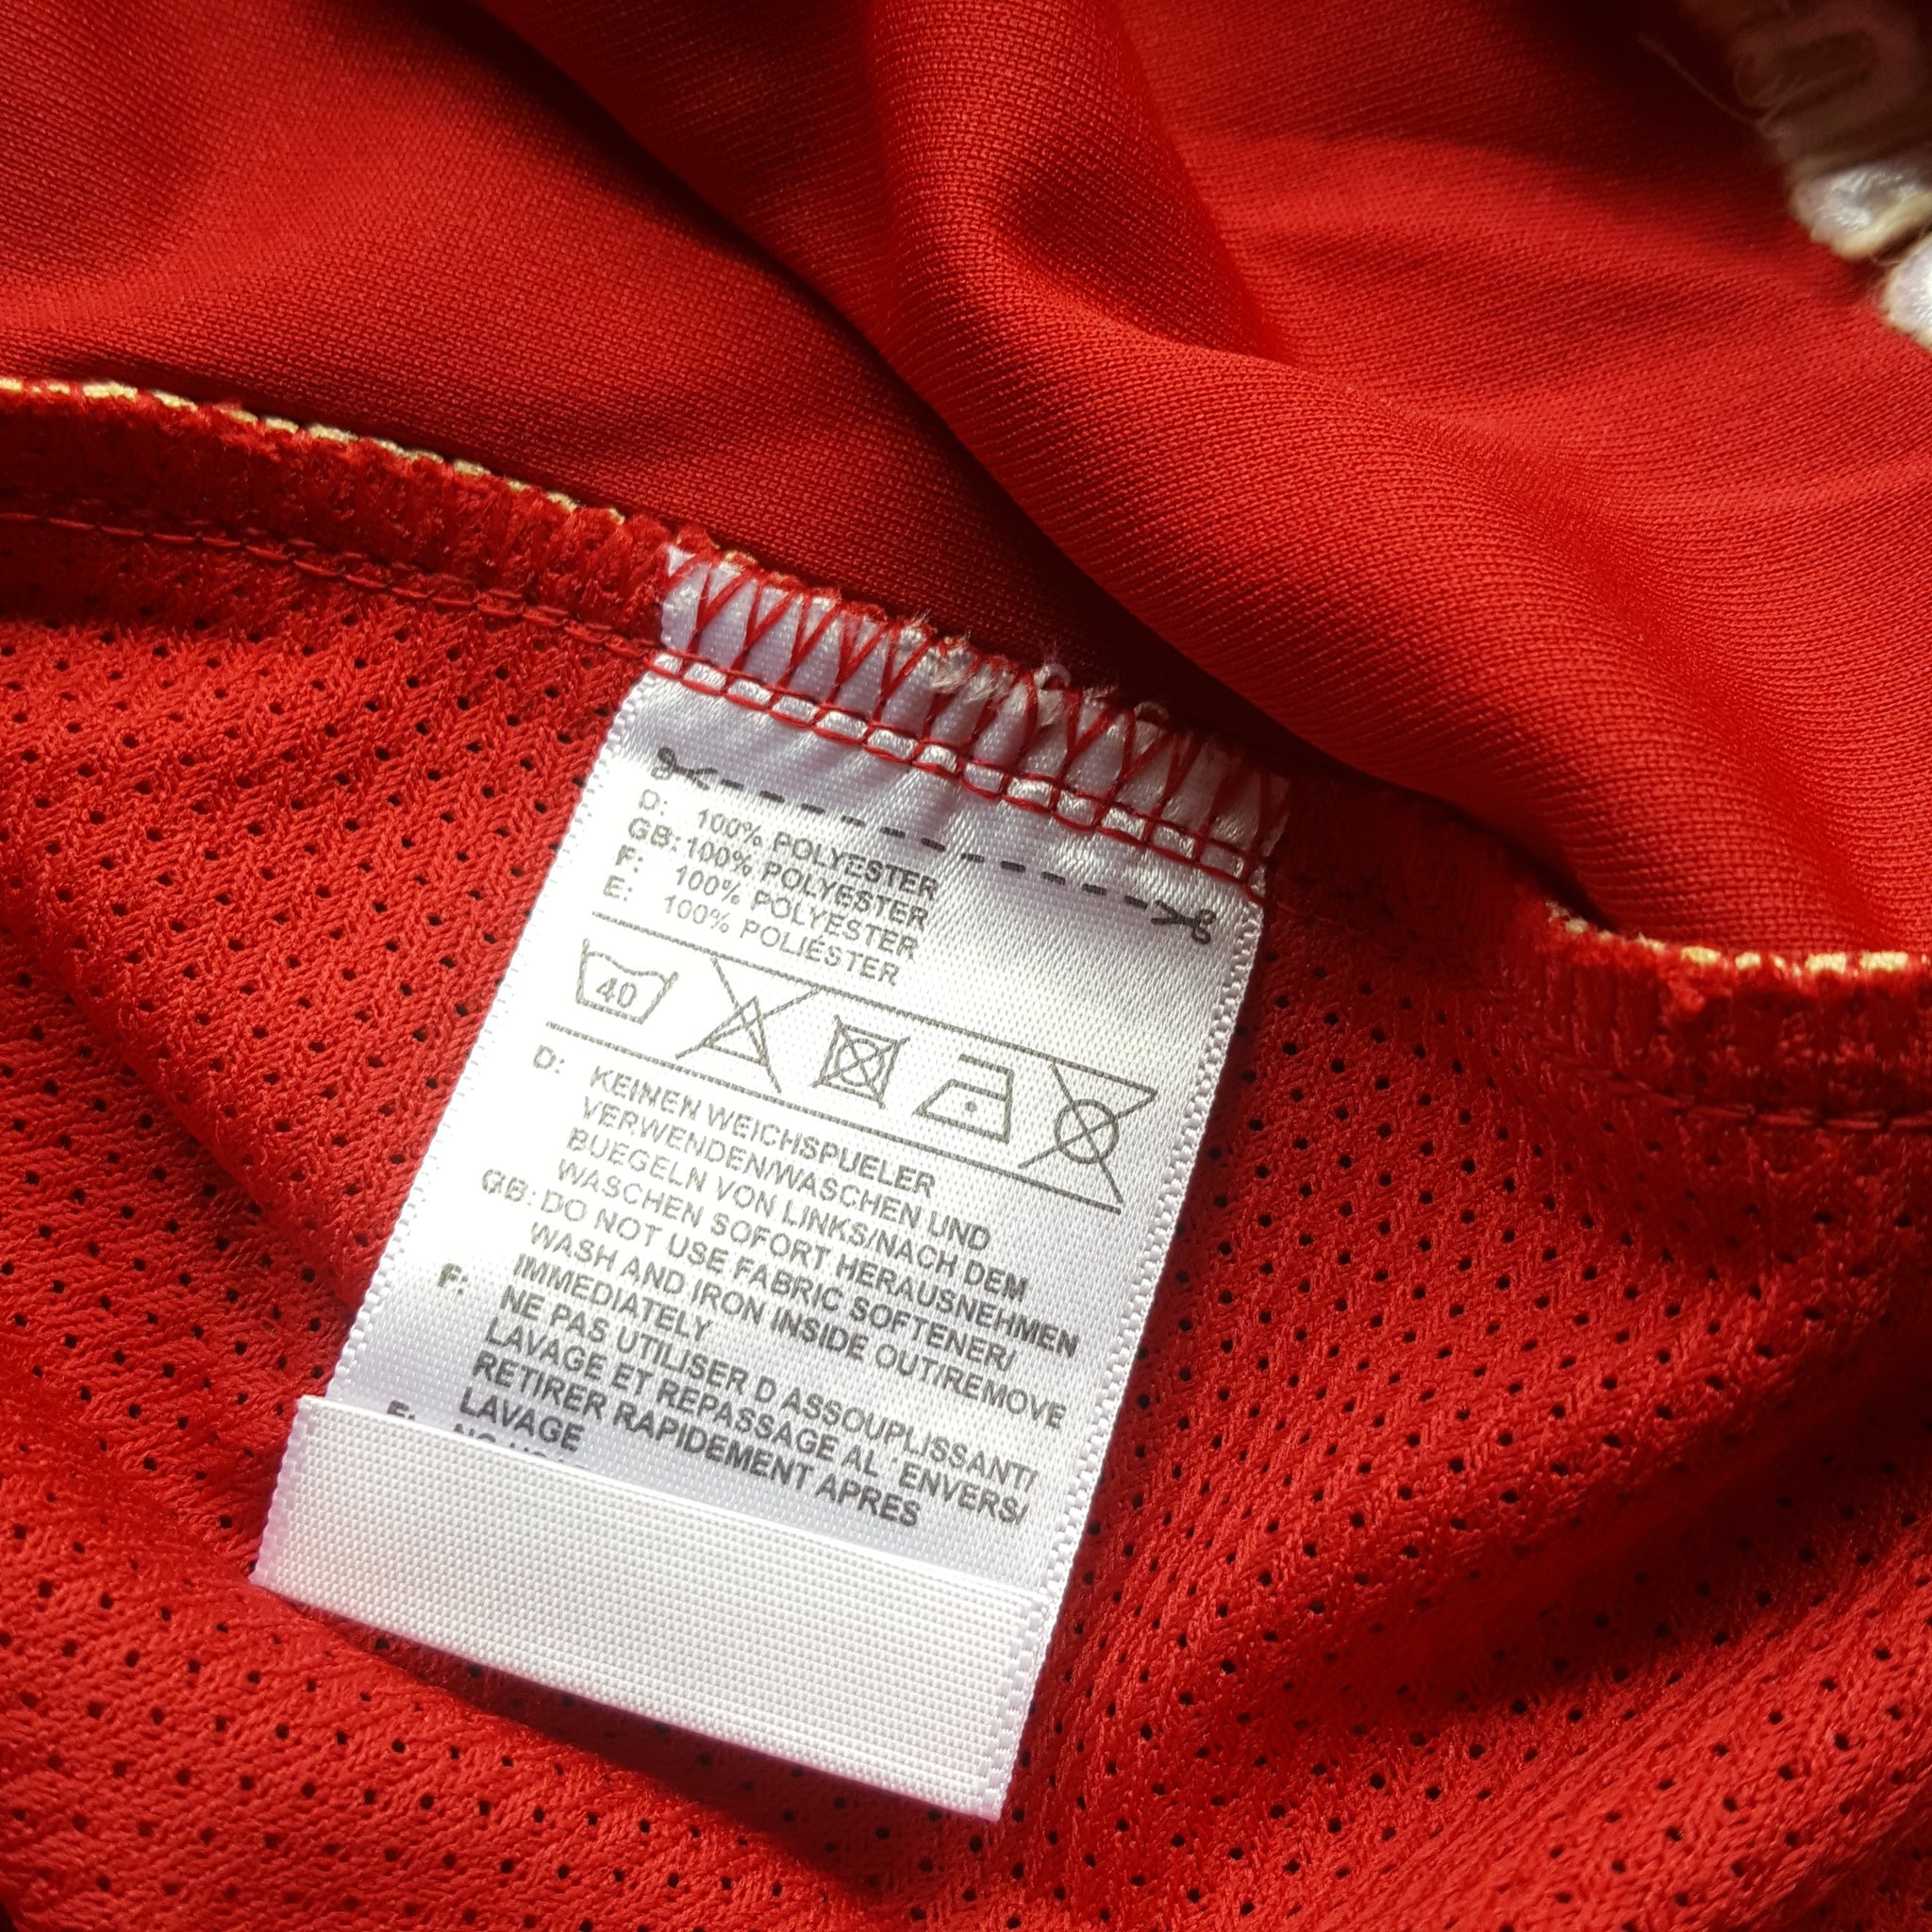 D: 100% POLYESTER
GB: 100% POLYESTER
F: 100% POLYESTER
E: 100% POLIÉSTER
40
D: KEINEN WEICHSPUELER
VERWENDEN/WASCHEN UND
BUEGELN VON LINKS/NACH DEM
WASCHEN SOFORT HERAUSNEHMEN
GB: DO NOT USE FABRIC SOFTENER/
WASH AND IRON INSIDE OUT/REMOVE
IMMEDIATELY
F: NE PAS UTILISER D ASSOUPLISSANT/
LAVAGE ET REPASSAGE AL ´ENVERS/
RETIRER RAPIDEMENT APRES
LAVAGE